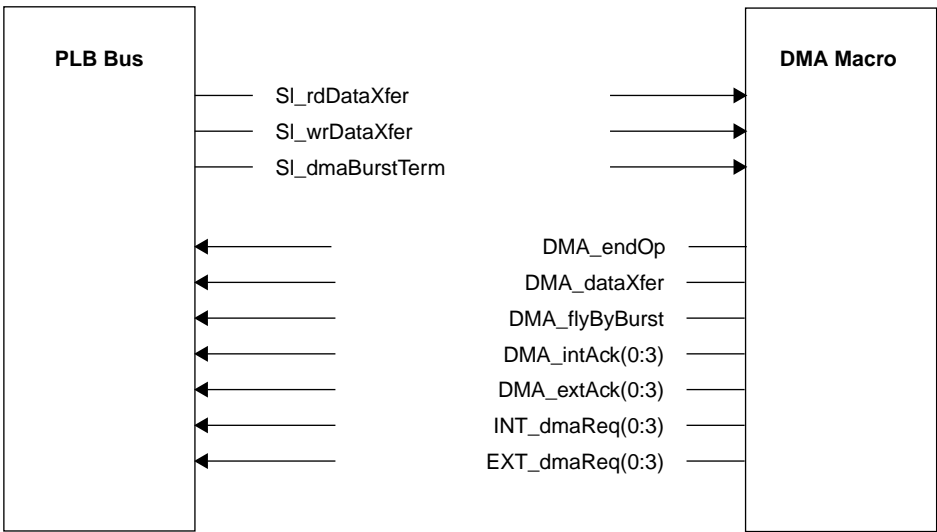 PLB Bus
DMA Macro
Sl_rdDataXfer
Sl_wrDataXfer
Sl_dmaBurstTerm
DMA_endOp
DMA_dataXfer
DMA_flyByBurst
DMA_intAck(0:3)
DMA_extAck(0:3)
INT_dmaReq(0:3)
EXT_dmaReq(0:3)